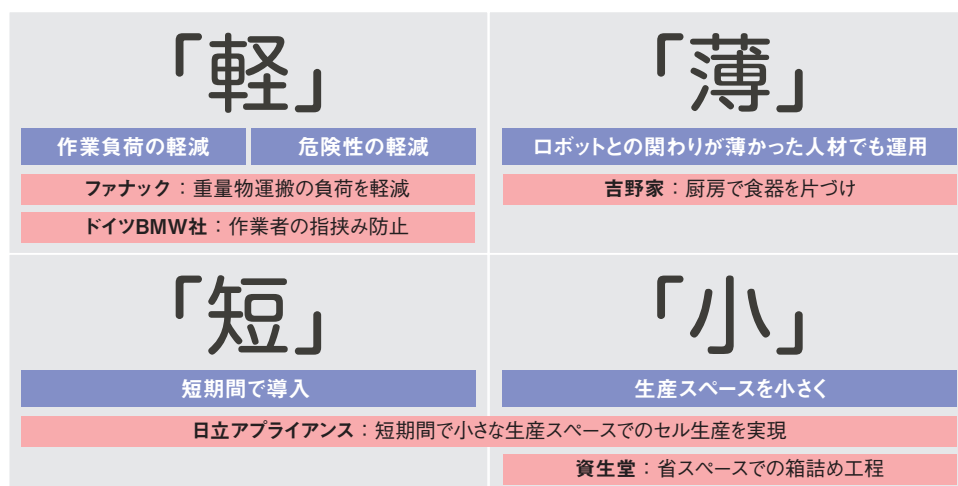 「軽」
作業負荷の軽減
危険性の軽減
ファナック：重量物運搬の負荷を軽減
ドイツBMW社：作業者の指挟み防止
「薄」
ロボットとの関わりが薄かった人材でも運用
吉野家：厨房で食器を片づけ
「短」
短期間で導入
「小」
生産スペースを小さく
日立アプライアンス：短期間で小さな生産スペースでのセル生産を実現
資生堂：省スペースでの箱詰め工程